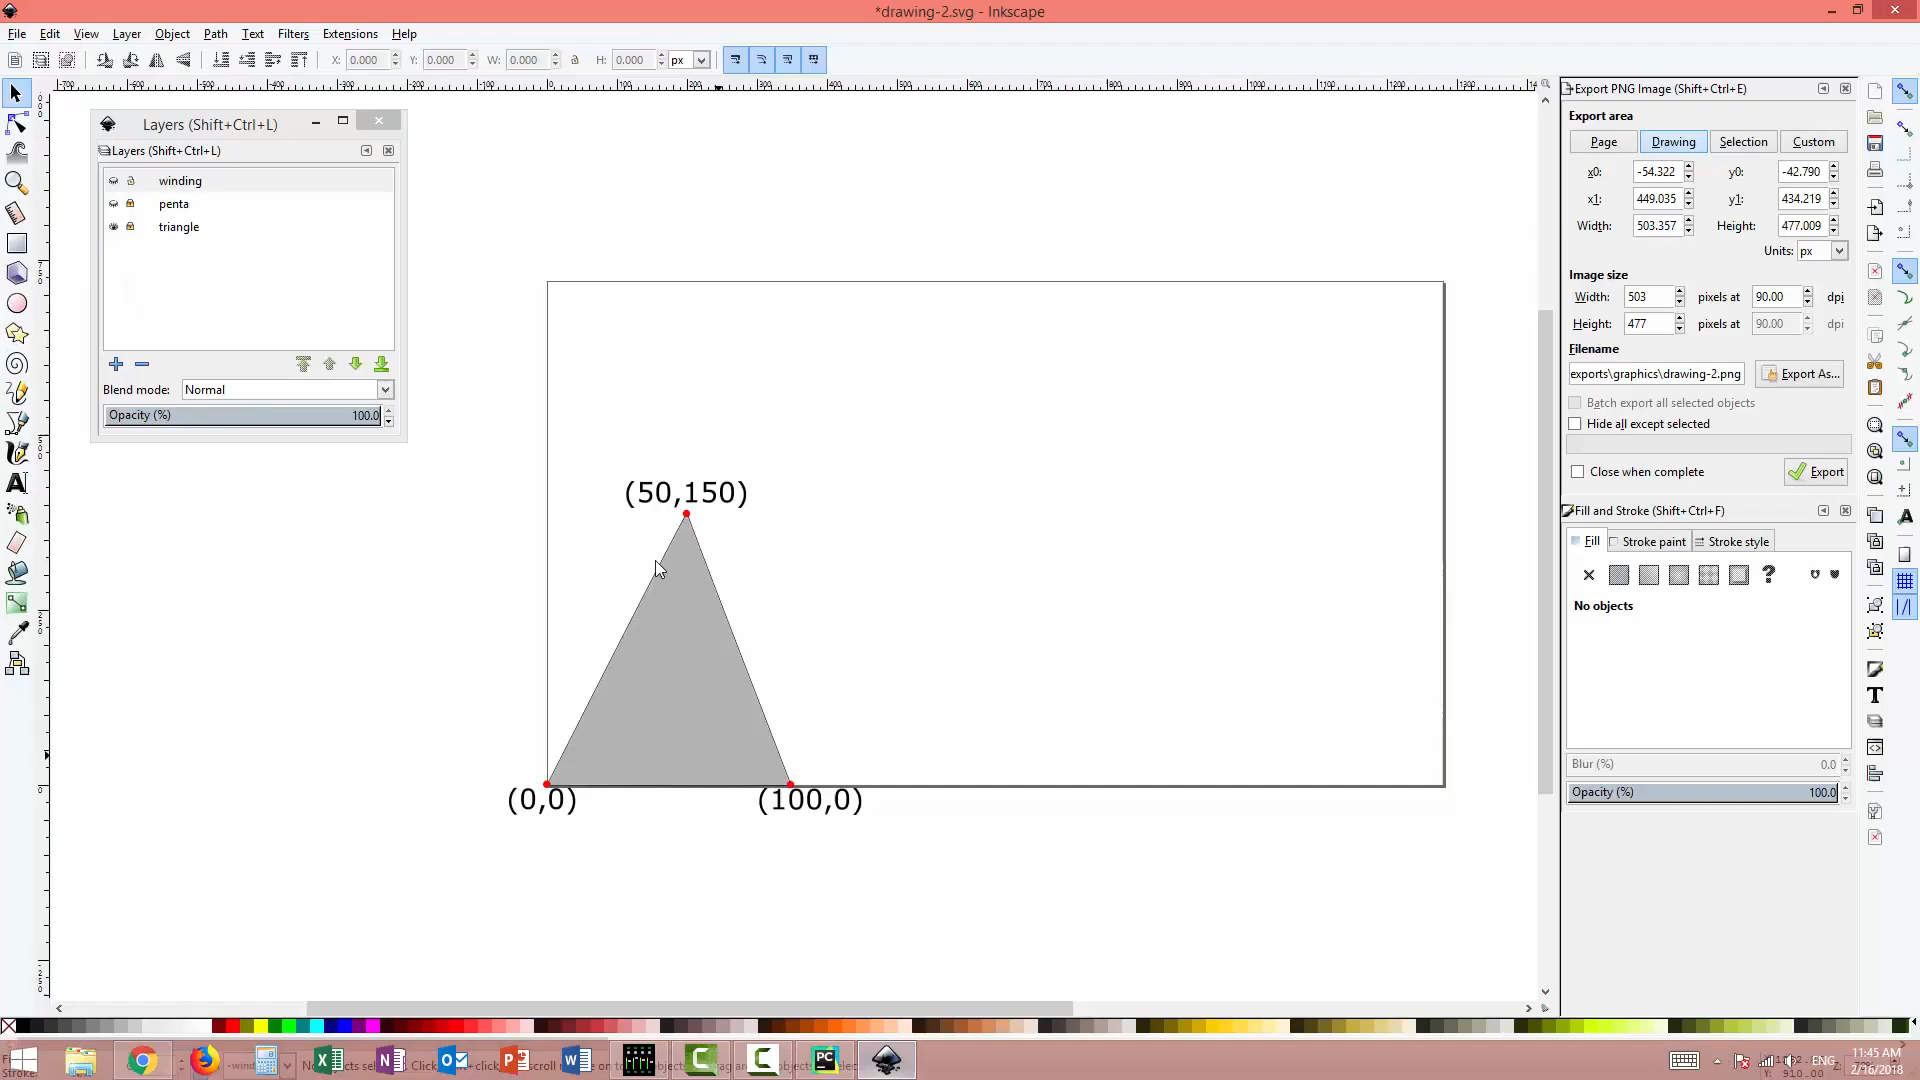 *drawing-2.svg - Inkscape
File Edit View Layer Path Text Filters Extensions Help
Object
X: 0.000 Y: 0.000 W: 0.000 H: 0.000 px
Layers (Shift+Ctrl+L)
Layers (Shift+Ctrl+L)
winding
penta
triangle
Blend mode: Normal
Opacity (%) 100.0
(50,150)
(0,0)
(100,0)
Export PNG Image (Shift+Ctrl+E)
Export area
Page Drawing Selection Custom
x0: -54.322 y0: -42.790
x1: 449.035 y1: 434.219
Width: 503.357 Height: 477.009
Units: px
Image size
Width: 503 pixels at 90.00 dpi
Height: 477 pixels at 90.00 dpi
Filename
exports\graphics\drawing-2.png Export As...
Batch export all selected objects
Hide all except selected
Close when complete Export
Fill and Stroke (Shift+Ctrl+F)
Fill Stroke paint Stroke style
No objects
Blur (%) 0.0
Opacity (%) 100.0
ENG
11:45 AM
2/16/2018